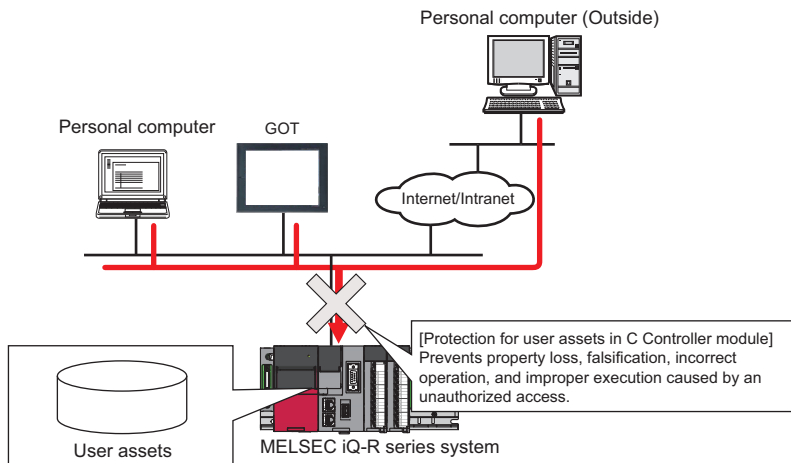 Personal computer (Outside)
Personal computer
GOT
Internet/Intranet
[Protection for user assets in C Controller module]
Prevents property loss, falsification, incorrect
operation, and improper execution caused by an
unauthorized access.
User assets
MELSEC iQ-R series system